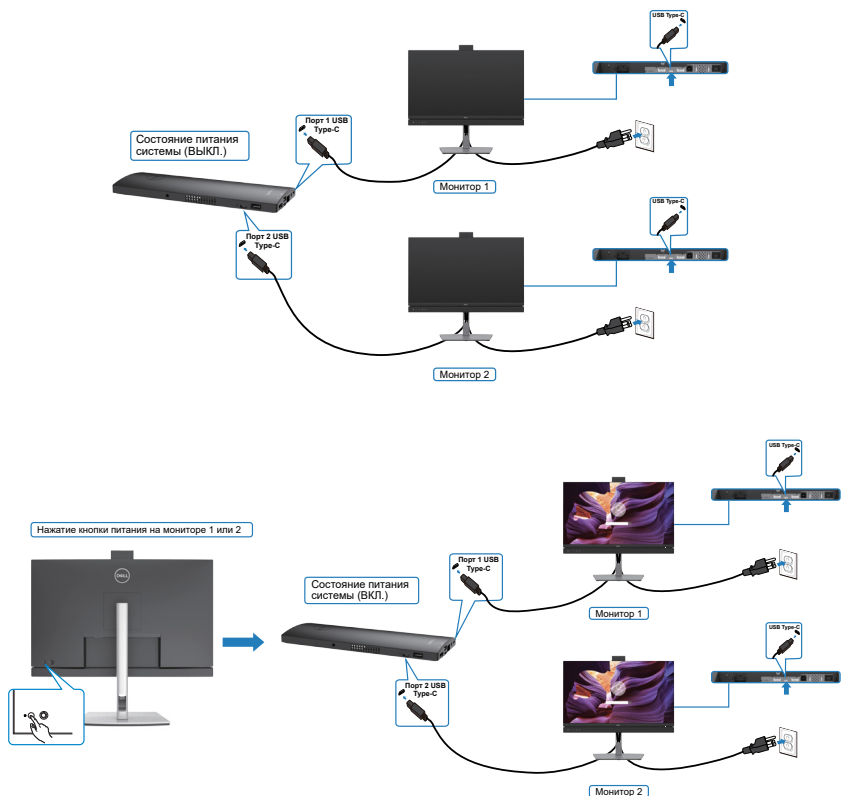 USB Type-C
Порт 1 USB
Type-C
Состояние питания
системы (ВЫКЛ.)
Монитор 1
USB Type-C
Порт 2 USB
Type-C
Монитор 2
USB Type-C
Нажатие кнопки питания на мониторе 1 или 2
DELL
Порт 1 USB
Type-C
Состояние питания
системы (ВКЛ.)
Монитор 1
USB Type-C
Порт 2 USB
Type-C
Монитор 2